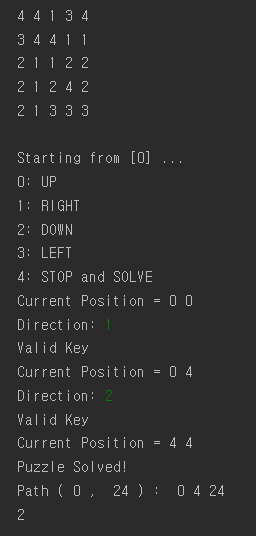 4 4 1 3 4
3 4 4 1 1
2 1 1 2 2
2 1 2 4 2
2 1 3 3 3
Starting from [0] ...
0: UP
1: RIGHT
2: DOWN
3: LEFT
4: STOP and SOLVE
Current Position = 0 0
Direction: 1
Valid Key
Current Position = 0 4
Direction: 2
Valid Key
Current Position = 4 4
Puzzle Solved!
Path ( 0 ,  24 ) :  0 4 24
2